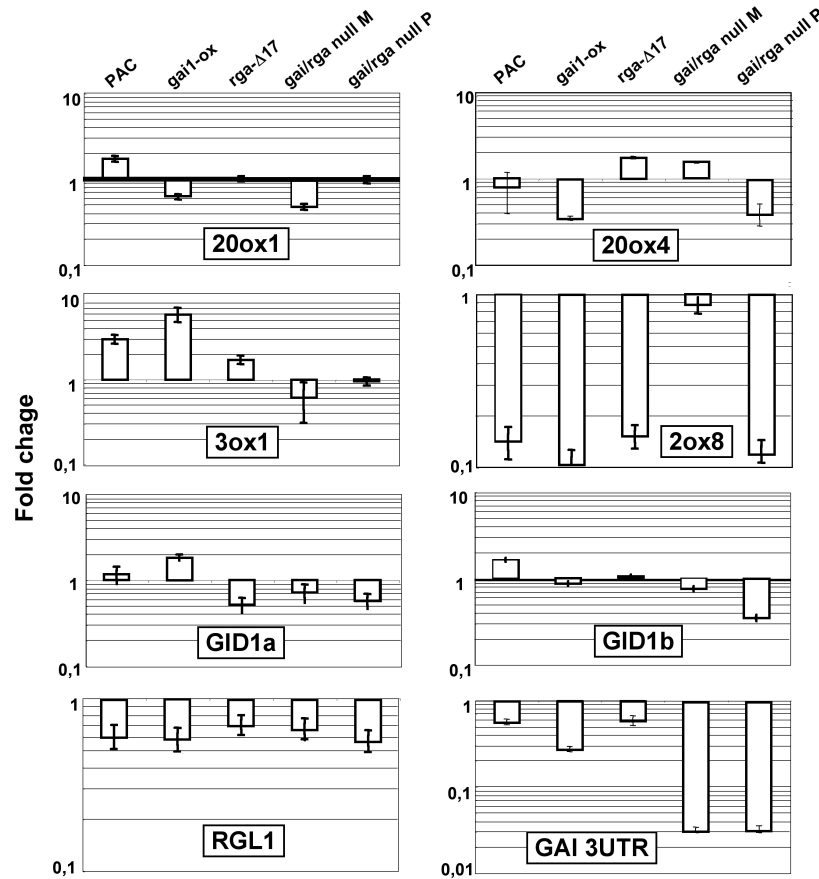 PAC gai1-ox rga-Δ17 gai/rga null M gai/rga null P
PAC gai1-ox rga-Δ17 gai/rga null M gai/rga null P
Fold chage
10
1
0,1
20ox1
10
1
0,1
20ox4
10
1
0,1
3ox1
1
0,1
2ox8
10
1
0,1
GID1a
10
1
0,1
GID1b
1
0,1
RGL1
1
0,1
0,01
GAI 3UTR